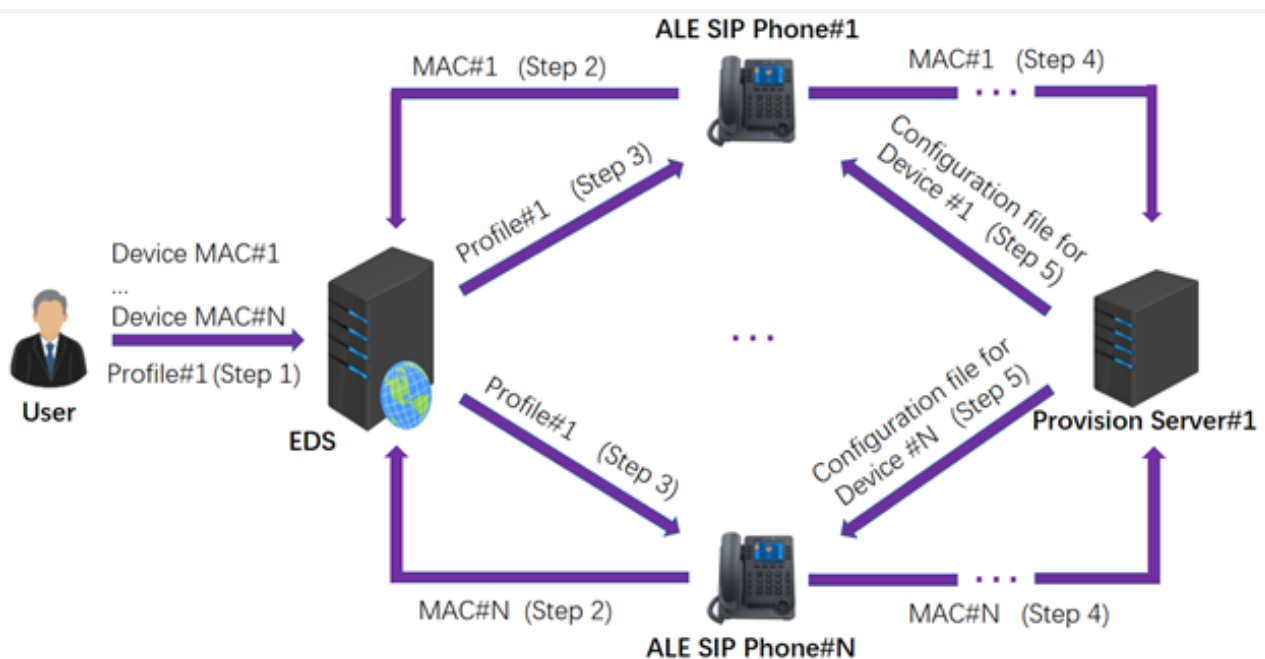 ALE SIP Phone#1
MAC#1 (Step 2)
MAC#1 (Step 4)
...
Profile#1 (Step 3)
Configuration file for
Device #1 (Step 5)
Device MAC#1
...
Device MAC#N
Profile#1 (Step 1)
User
EDS
...
Provision Server#1
Profile#1 (Step 3)
Configuration file for
Device #N (Step 5)
MAC#N (Step 2)
...
MAC#N (Step 4)
ALE SIP Phone#N